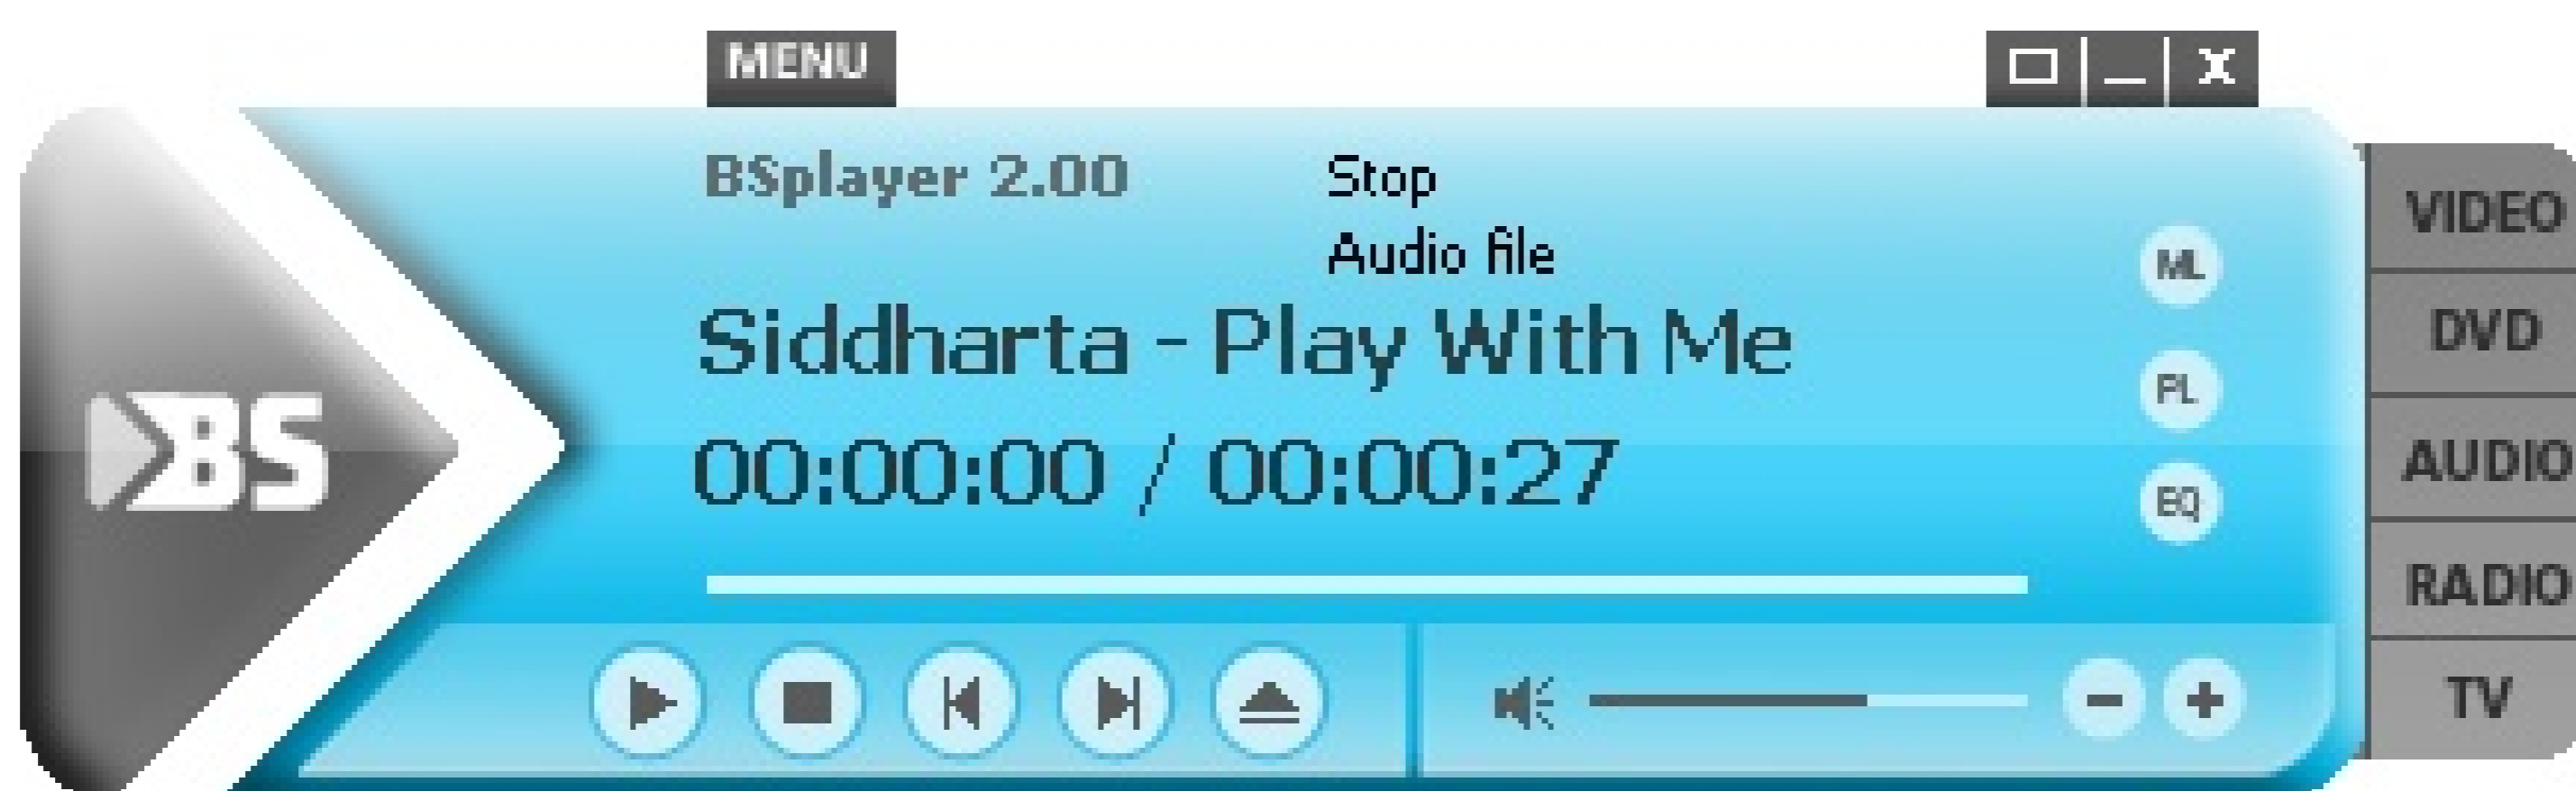 MENU
X
BSplayer 2.00
Stop
Audio file
Siddharta - Play With Me
00:00:00 / 00:00:27
BS
ML
PL
EQ
VIDEO
DVD
AUDIO
RADIO
TV